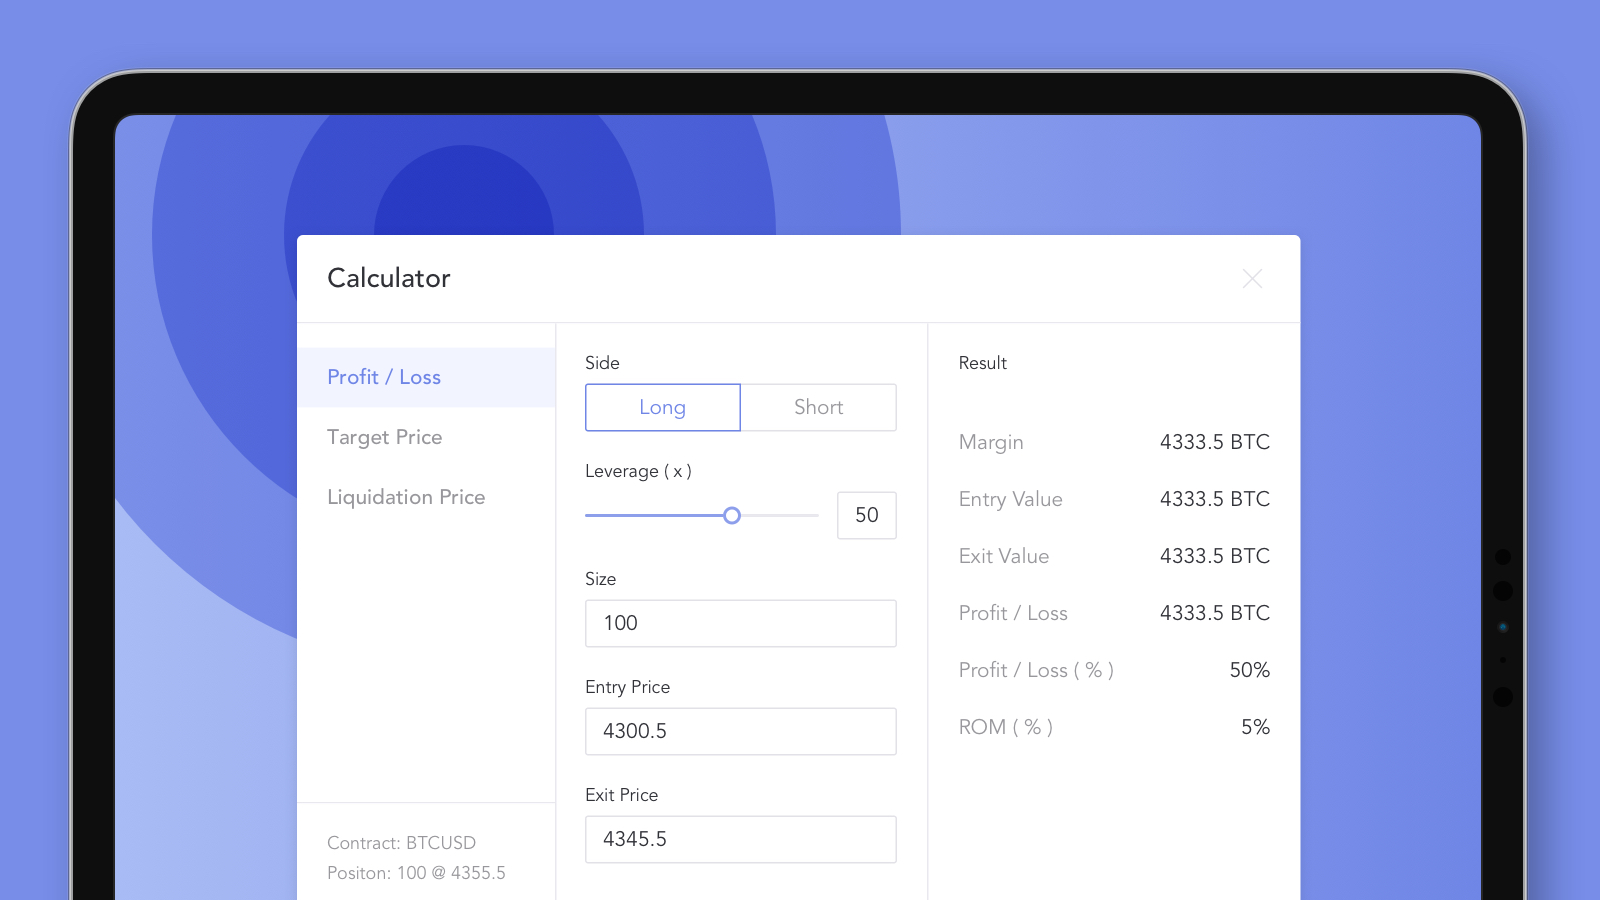 Calculator
Profit / Loss
Target Price
Liquidation Price
Contract: BTCUSD
Positon: 100 @ 4355.5
Side
Long Short
Leverage ( x )
50
Size
100
Entry Price
4300.5
Exit Price
4345.5
Result
Margin 4333.5 BTC
Entry Value 4333.5 BTC
Exit Value 4333.5 BTC
Profit / Loss 4333.5 BTC
Profit / Loss ( % ) 50%
ROM ( % ) 5%